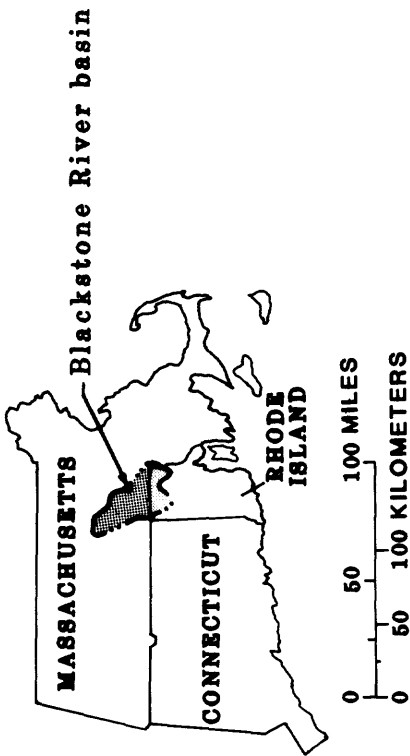 Blackstone River basin
MASSACHUSETTS
CONNECTICUT
RHODE
ISLAND
0 50 100 MILES
0 50 100 KILOMETERS